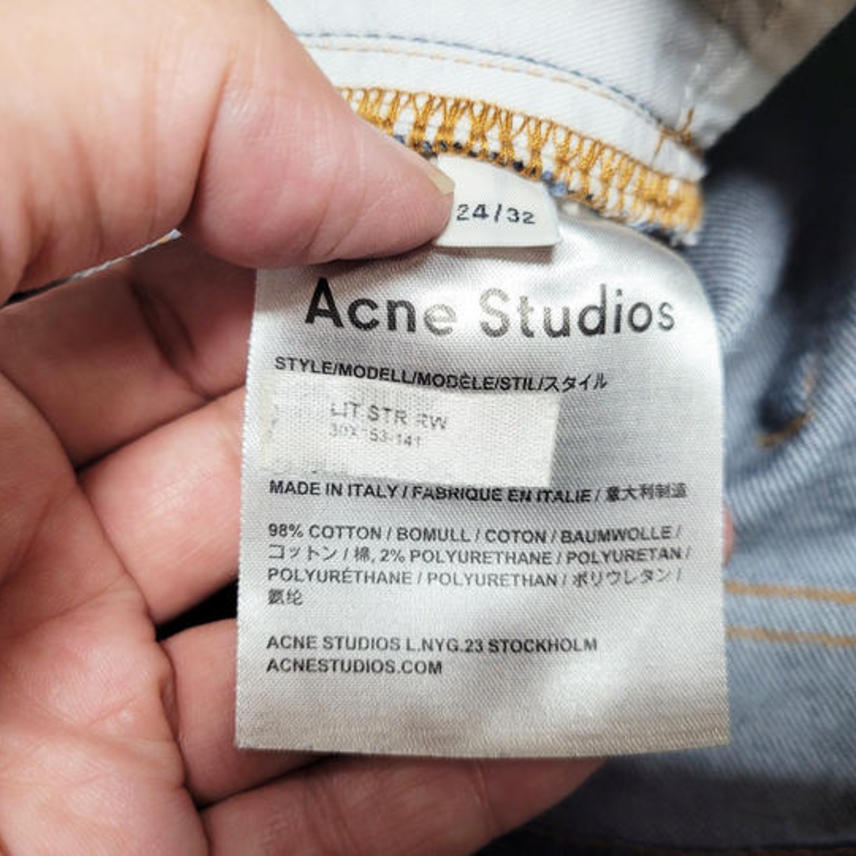 24/32
Acne Studios
STYLE/MODELL/MODÈLE/STIL/スタイル
LIT STR RW
MADE IN ITALY / FABRIQUÉ EN ITALIE / 意大利制造
98% COTTON / BOMULL / COTON / BAUMWOLLE /
コットン / 棉, 2% POLYURETHANE / POLYURETAN /
POLYURÉTHANE / POLYURETHAN / ポリウレタン /
氨纶
ACNE STUDIOS L.NYG.23 STOCKHOLM
ACNESTUDIOS.COM